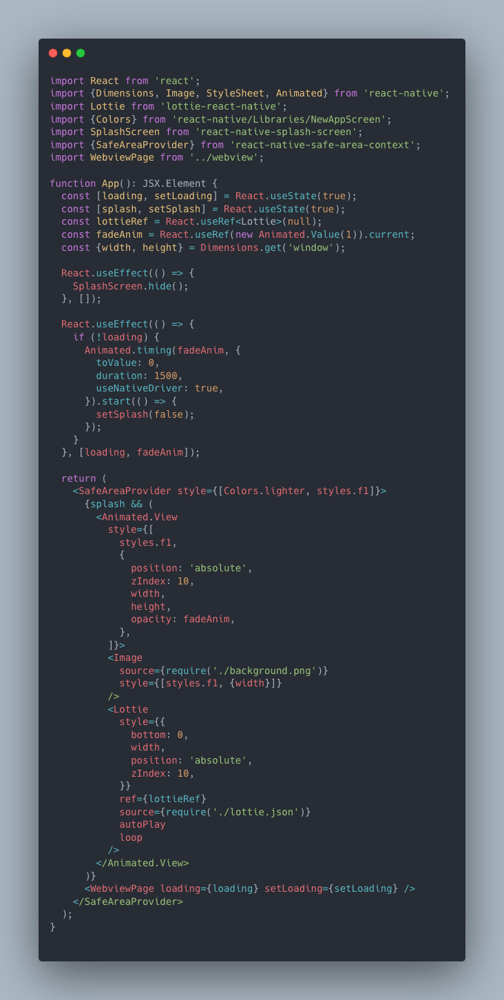 import React from 'react';
import {Dimensions, Image, StyleSheet, Animated} from 'react-native';
import Lottie from 'lottie-react-native';
import {Colors} from 'react-native/Libraries/NewAppScreen';
import SplashScreen from 'react-native-splash-screen';
import {SafeAreaProvider} from 'react-native-safe-area-context';
import WebviewPage from '../webview';

function App(): JSX.Element {
  const [loading, setLoading] = React.useState(true);
  const [splash, setSplash] = React.useState(true);
  const lottieRef = React.useRef<Lottie>(null);
  const fadeAnim = React.useRef(new Animated.Value(1)).current;
  const {width, height} = Dimensions.get('window');

  React.useEffect(() => {
    SplashScreen.hide();
  }, []);

  React.useEffect(() => {
    if (!loading) {
      Animated.timing(fadeAnim, {
        toValue: 0,
        duration: 1500,
        useNativeDriver: true,
      }).start(() => {
        setSplash(false);
      });
    }
  }, [loading, fadeAnim]);

  return (
    <SafeAreaProvider style={[Colors.lighter, styles.f1]}>
      {splash && (
        <Animated.View
          style={[
            styles.f1,
            {
              position: 'absolute',
              zIndex: 10,
              width,
              height,
              opacity: fadeAnim,
            },
          ]}>
          <Image
            source={require('./background.png')}
            style={[styles.f1, {width}]}
          />
          <Lottie
            style={{
              bottom: 0,
              width,
              position: 'absolute',
              zIndex: 10,
            }}
            ref={lottieRef}
            source={require('./lottie.json')}
            autoPlay
            loop
          />
        </Animated.View>
      )}
      <WebviewPage loading={loading} setLoading={setLoading} />
    </SafeAreaProvider>
  );
}